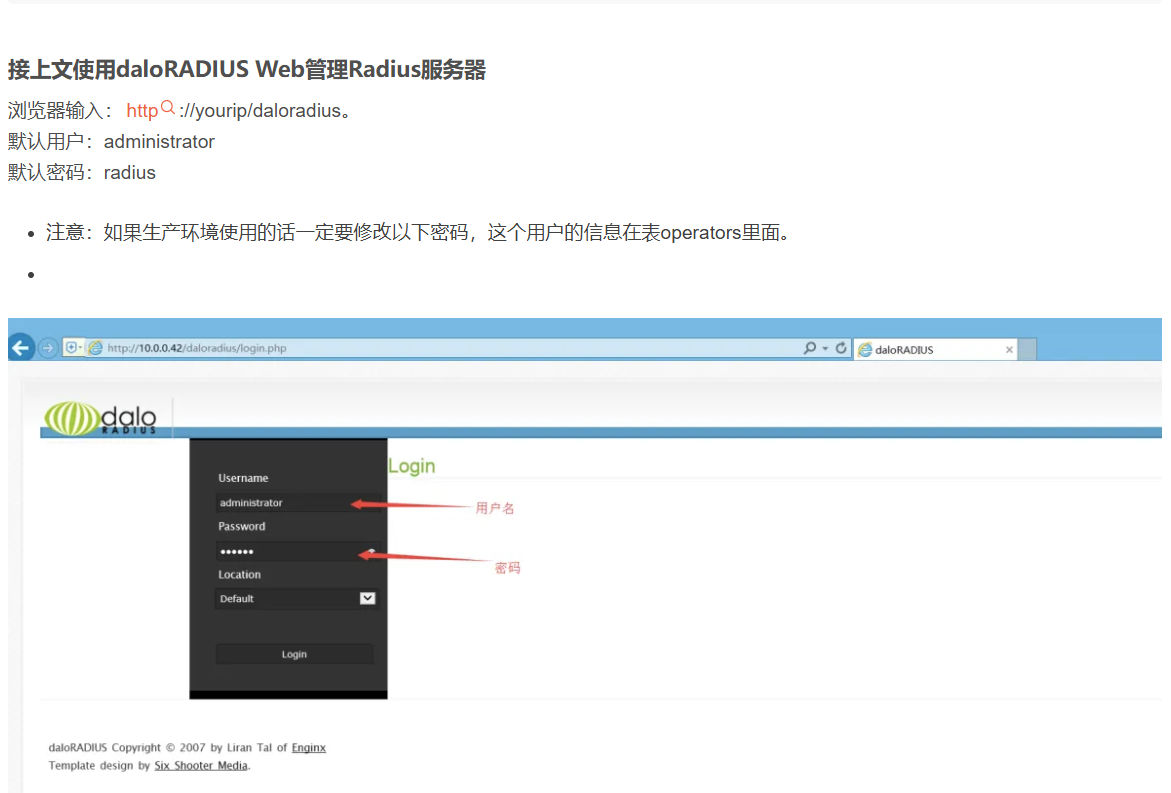 接上文使用daloRADIUS Web管理Radius服务器
浏览器输入： http://yourip/daloradius。
默认用户：administrator
默认密码：radius
注意：如果生产环境使用的话一定要修改以下密码，这个用户的信息在表operators里面。
http://10.0.0.42/daloradius/login.php
daloRADIUS
dalo
RADIUS
Login
Username
administrator
用户名
Password
••••••
密码
Location
Default
Login
daloRADIUS Copyright © 2007 by Liran Tal of Enginx
Template design by Six Shooter Media.